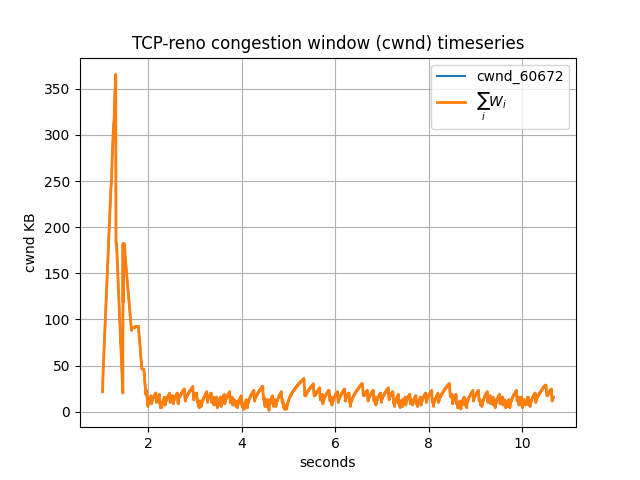 TCP-reno congestion window (cwnd) timeseries
cwnd_60672
∑_i W_i
350
300
250
200
150
100
50
0
cwnd KB
2 4 6 8 10
seconds